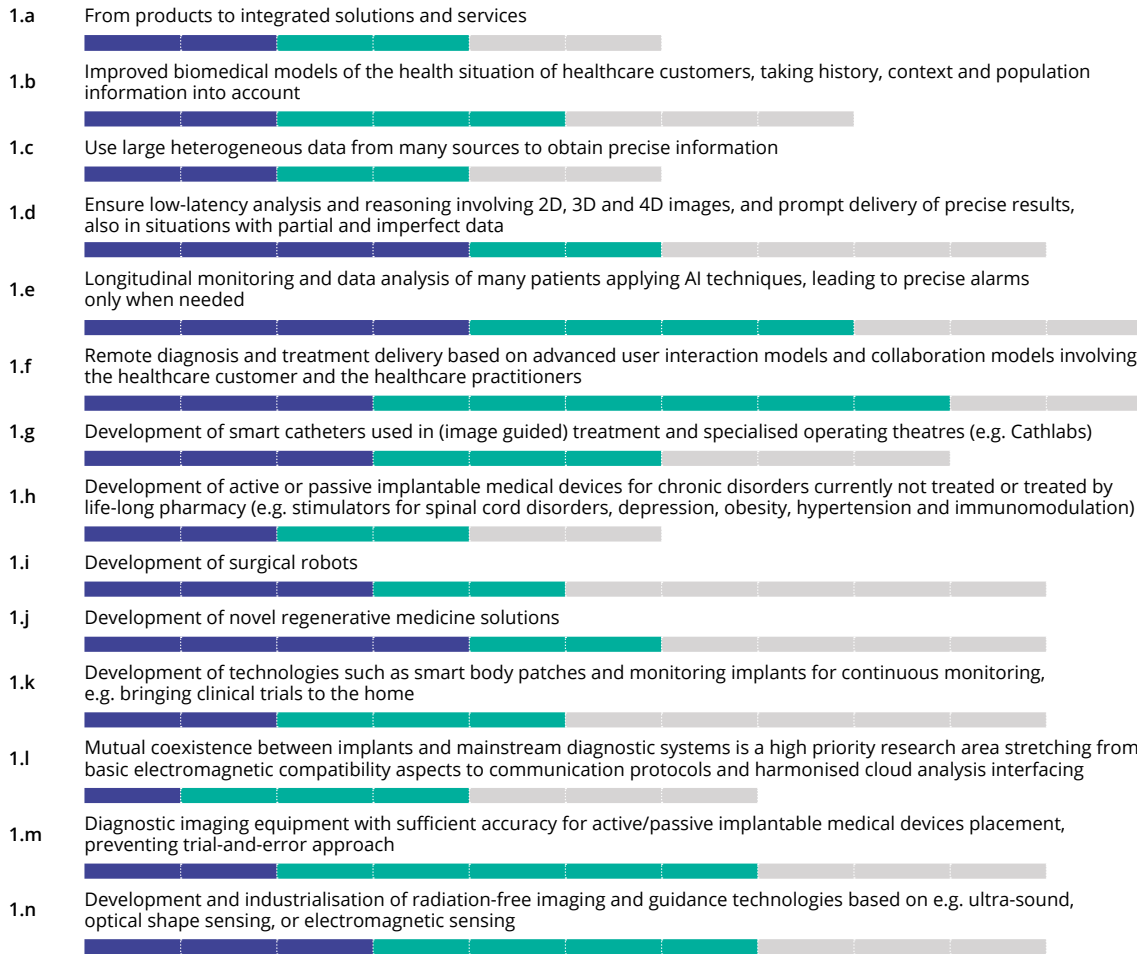 1.a From products to integrated solutions and services
1.b Improved biomedical models of the health situation of healthcare customers, taking history, context and population
information into account
1.c Use large heterogeneous data from many sources to obtain precise information
1.d Ensure low-latency analysis and reasoning involving 2D, 3D and 4D images, and prompt delivery of precise results,
also in situations with partial and imperfect data
1.e Longitudinal monitoring and data analysis of many patients applying AI techniques, leading to precise alarms
only when needed
1.f Remote diagnosis and treatment delivery based on advanced user interaction models and collaboration models involving
the healthcare customer and the healthcare practitioners
1.g Development of smart catheters used in (image guided) treatment and specialised operating theatres (e.g. Cathlabs)
1.h Development of active or passive implantable medical devices for chronic disorders currently not treated or treated by
life-long pharmacy (e.g. stimulators for spinal cord disorders, depression, obesity, hypertension and immunomodulation)
1.i Development of surgical robots
1.j Development of novel regenerative medicine solutions
1.k Development of technologies such as smart body patches and monitoring implants for continuous monitoring,
e.g. bringing clinical trials to the home
1.l Mutual coexistence between implants and mainstream diagnostic systems is a high priority research area stretching from
basic electromagnetic compatibility aspects to communication protocols and harmonised cloud analysis interfacing
1.m Diagnostic imaging equipment with sufficient accuracy for active/passive implantable medical devices placement,
preventing trial-and-error approach
1.n Development and industrialisation of radiation-free imaging and guidance technologies based on e.g. ultra-sound,
optical shape sensing, or electromagnetic sensing